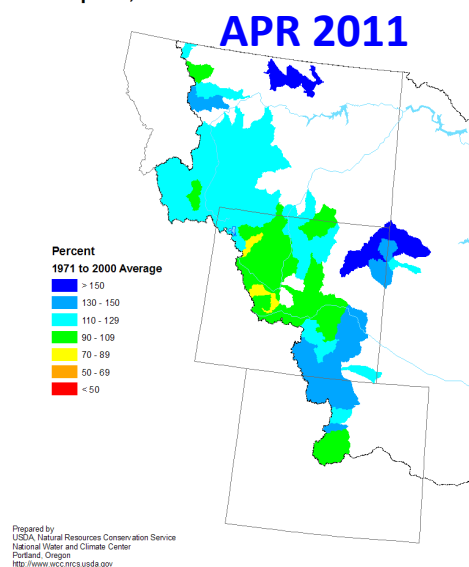 APR 2011
Percent
1971 to 2000 Average
> 150
130 - 150
110 - 129
90 - 109
70 - 89
50 - 69
< 50
Prepared by
USDA, Natural Resources Conservation Service
National Water and Climate Center
Portland, Oregon
http://www.wcc.nrcs.usda.gov